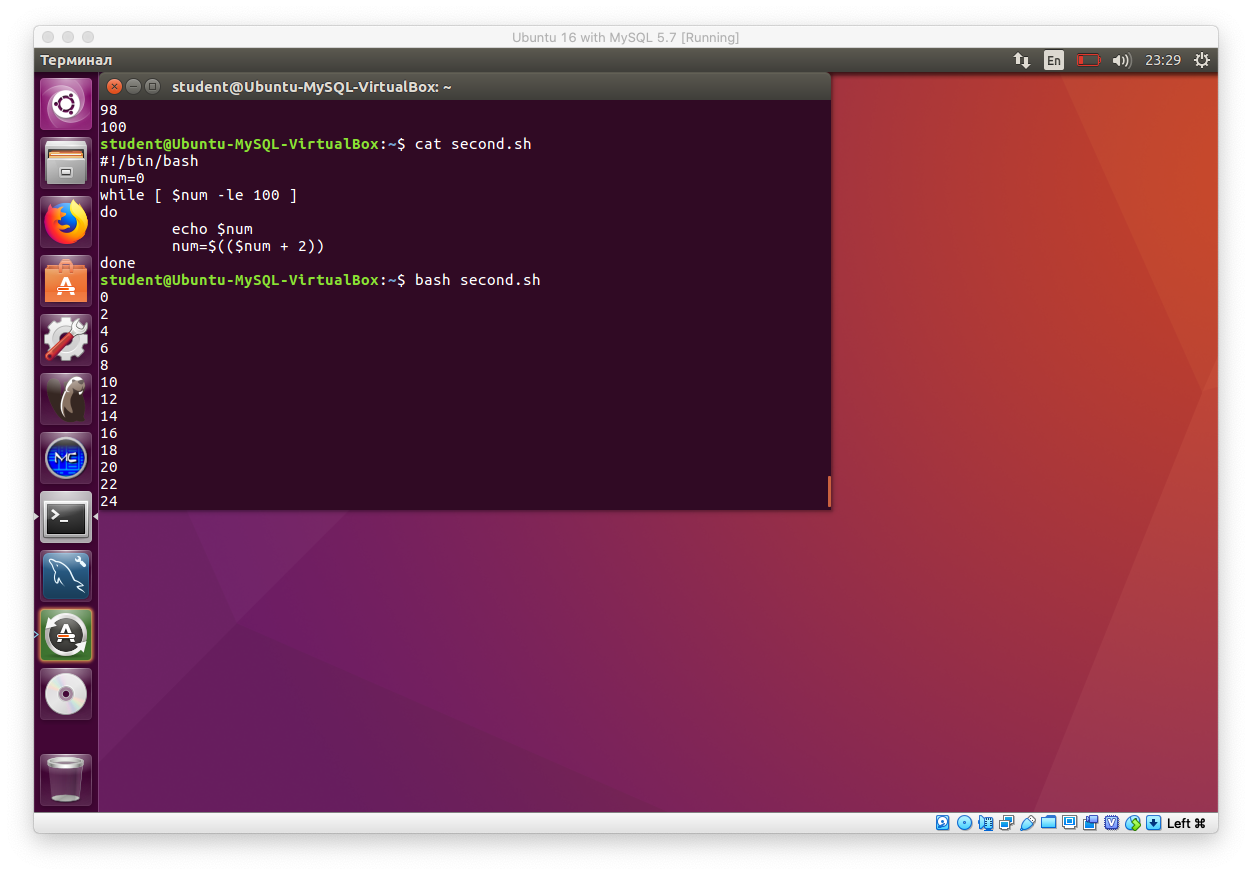 Ubuntu 16 with MySQL 5.7 [Running]
Терминал
En
23:29
student@Ubuntu-MySQL-VirtualBox: ~
98
100
student@Ubuntu-MySQL-VirtualBox:~$ cat second.sh
#!/bin/bash
num=0
while [ $num -le 100 ]
do
        echo $num
        num=$(($num + 2))
done
student@Ubuntu-MySQL-VirtualBox:~$ bash second.sh
0
2
4
6
8
10
12
14
16
18
20
22
24
MC
Left ⌘